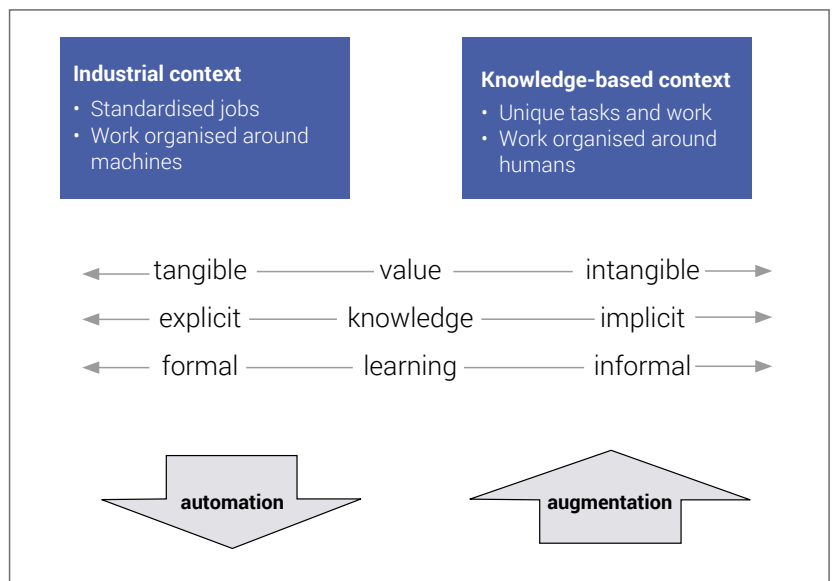 Industrial context
• Standardised jobs
• Work organised around
machines
Knowledge-based context
• Unique tasks and work
• Work organised around
humans
tangible value intangible
explicit knowledge implicit
formal learning informal
automation
augmentation